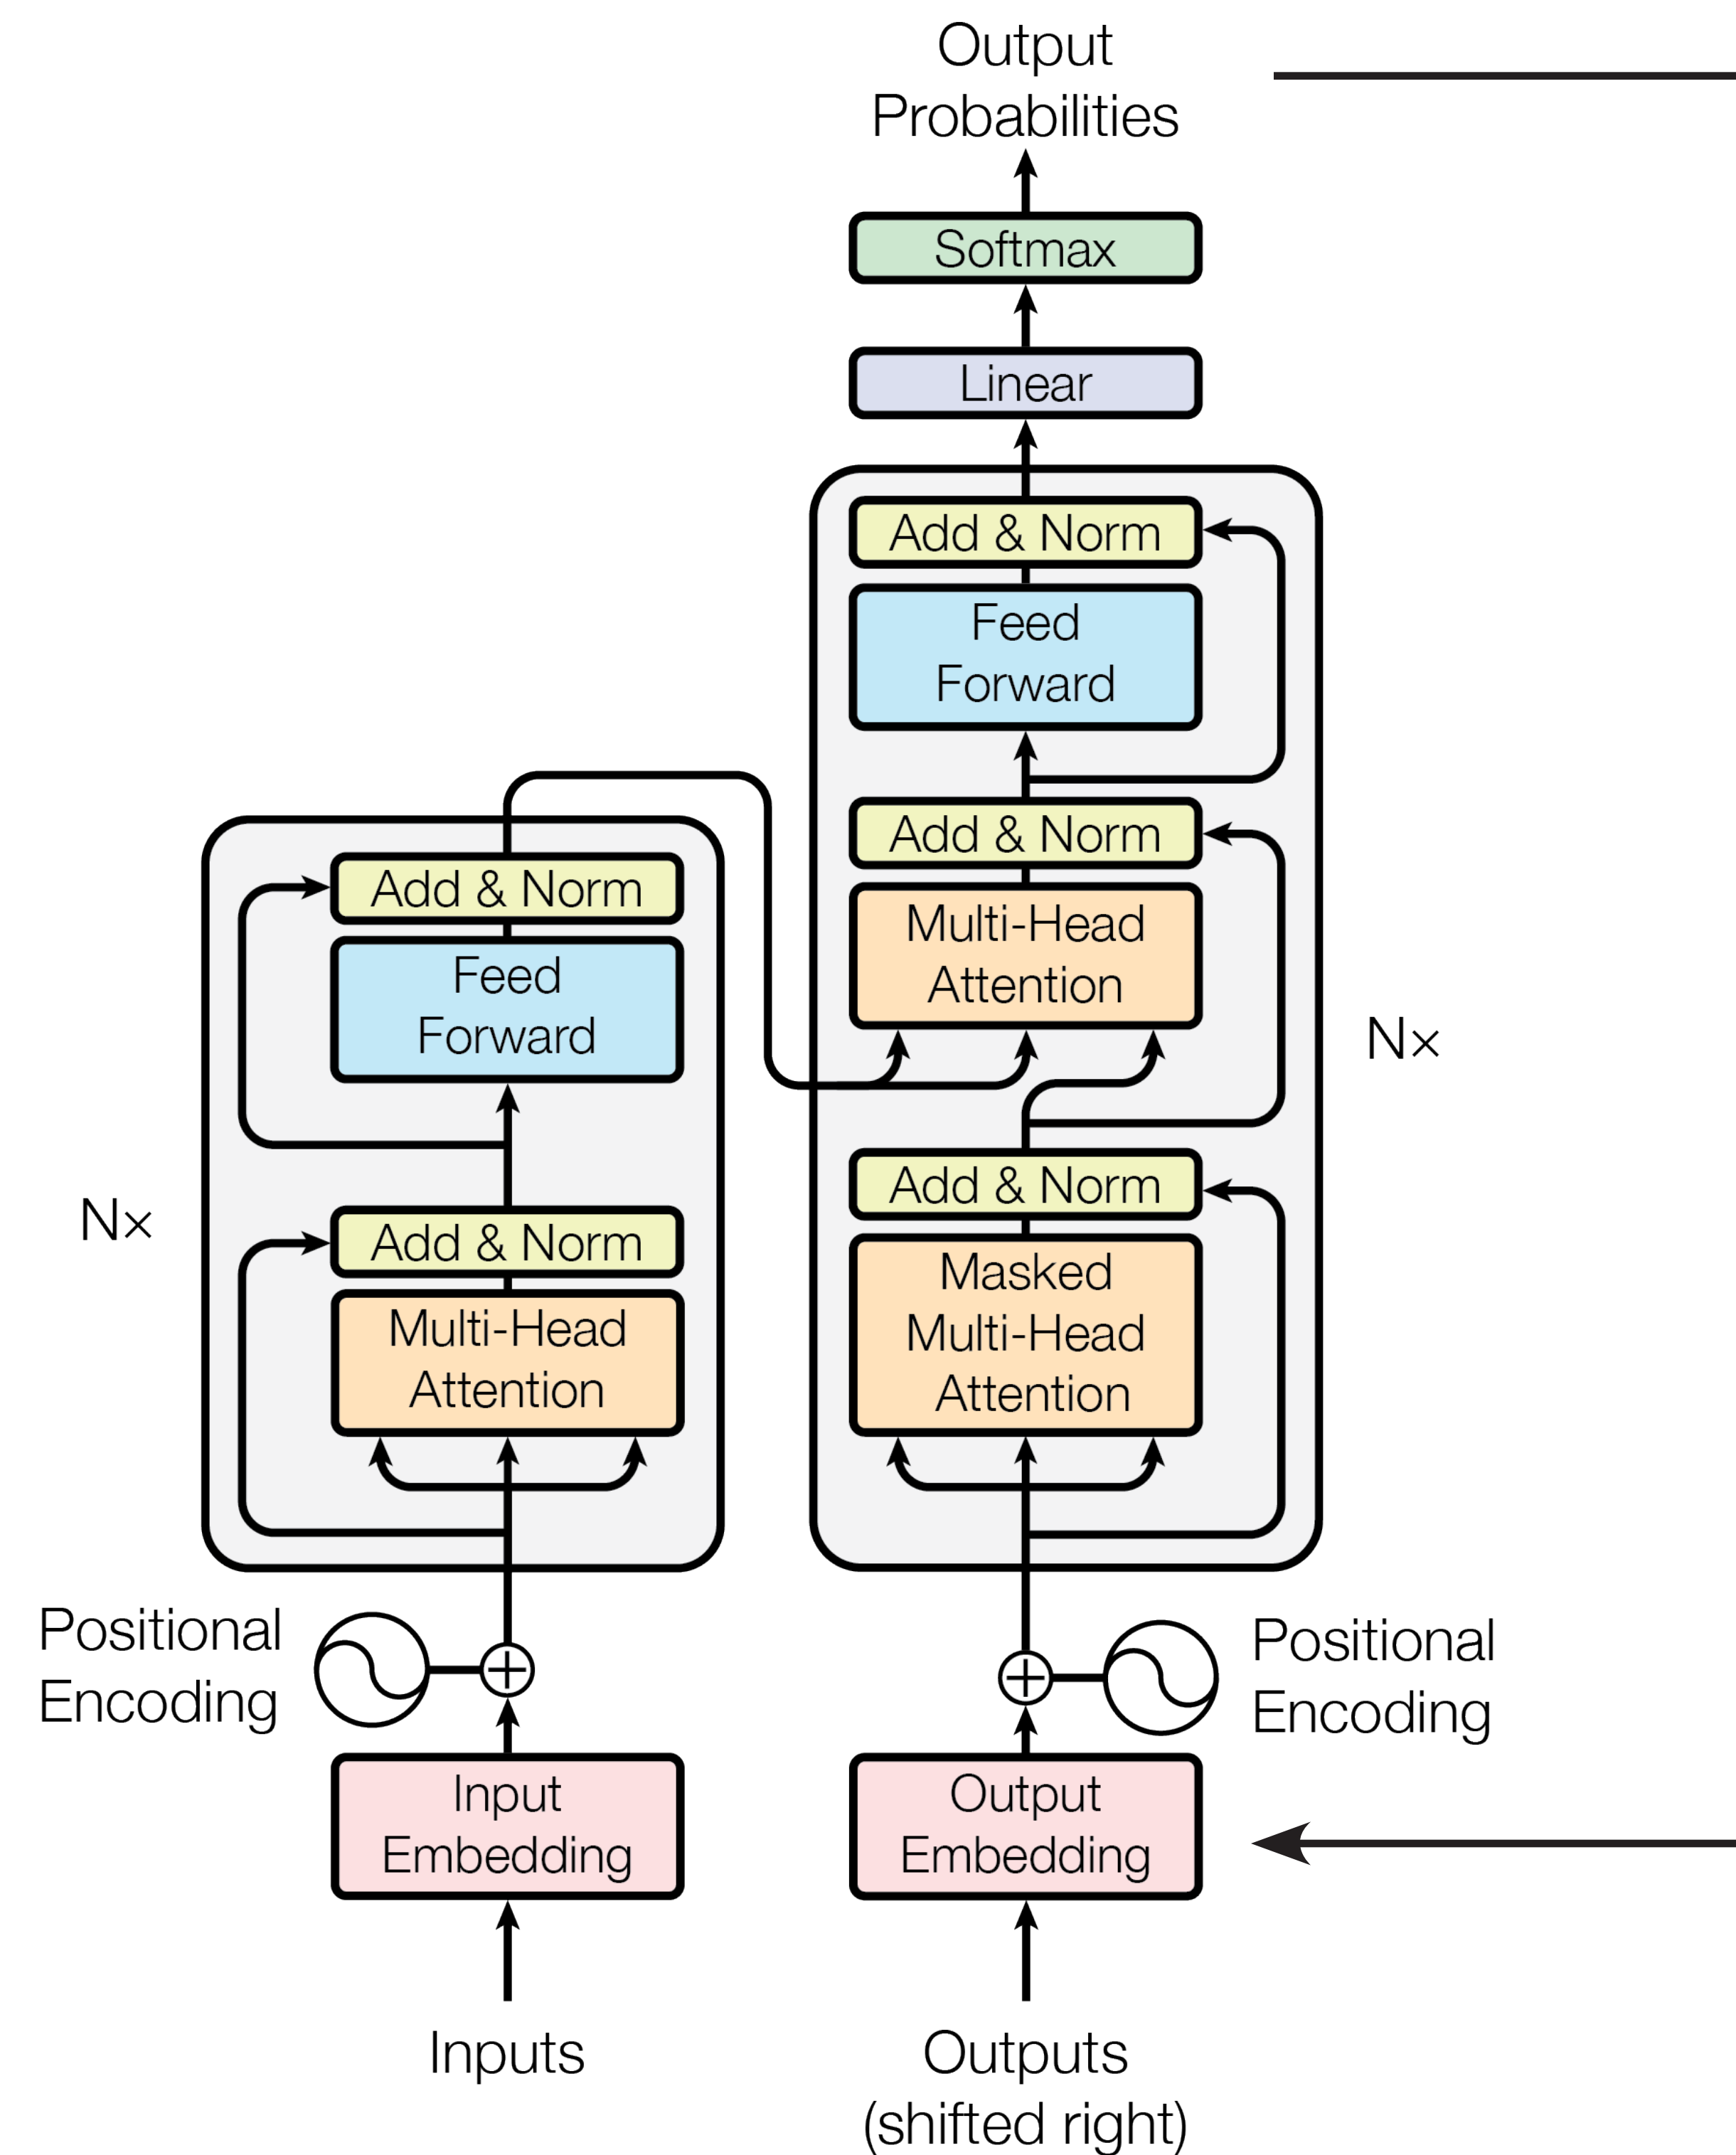 Output
Probabilities
Softmax
Linear
Add & Norm
Feed
Forward
Add & Norm
Multi-Head
Attention
N×
Add & Norm
Masked
Multi-Head
Attention
Add & Norm
Feed
Forward
N×
Add & Norm
Multi-Head
Attention
Positional
Encoding
Positional
Encoding
Input
Embedding
Output
Embedding
Inputs
Outputs
(shifted right)